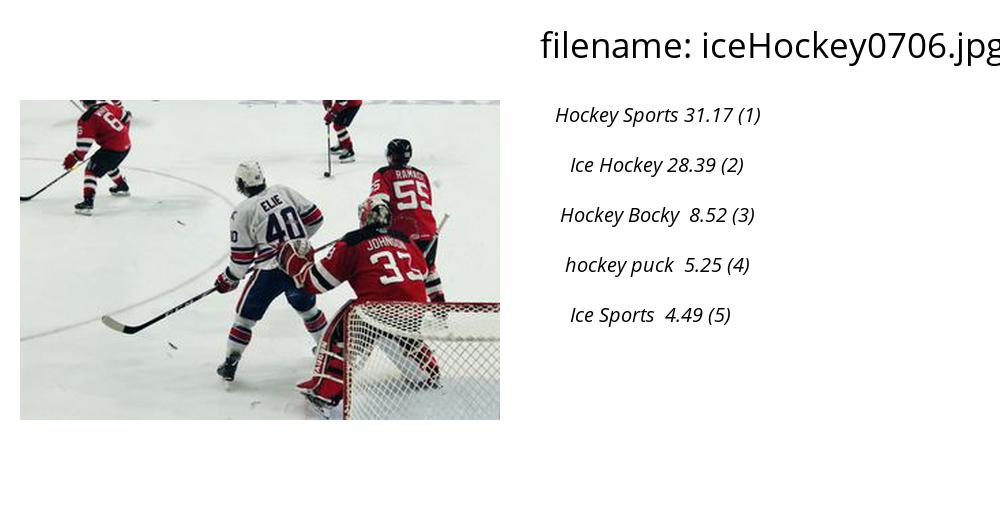 filename: iceHockey0706.jpg
Hockey Sports 31.17 (1)
Ice Hockey 28.39 (2)
Hockey Bocky 8.52 (3)
hockey puck 5.25 (4)
Ice Sports 4.49 (5)
6
RAMAGE
55
ELIE
40
JOHNSON
33